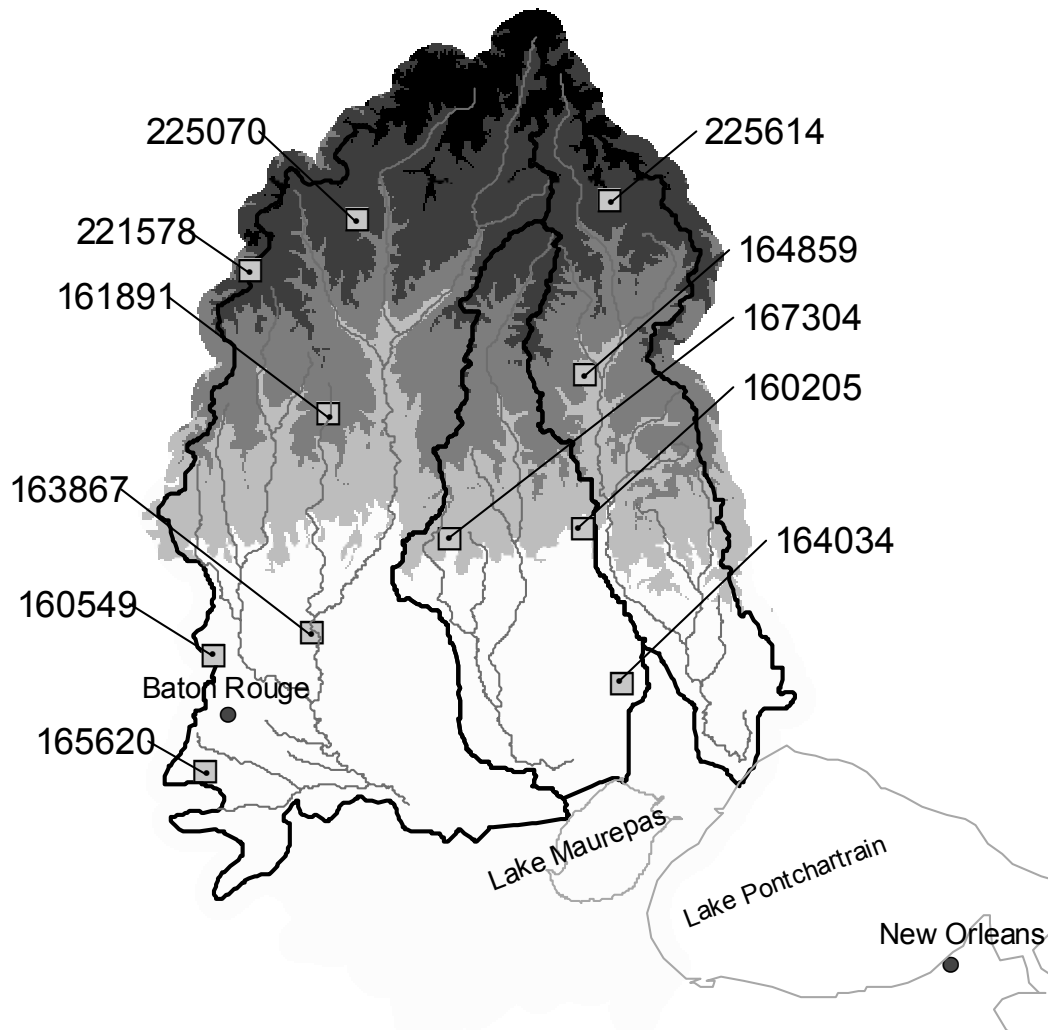 225070
225614
221578
164859
161891
167304
160205
163867
164034
160549
Baton Rouge
165620
Lake Maurepas
Lake Pontchartrain
New Orleans